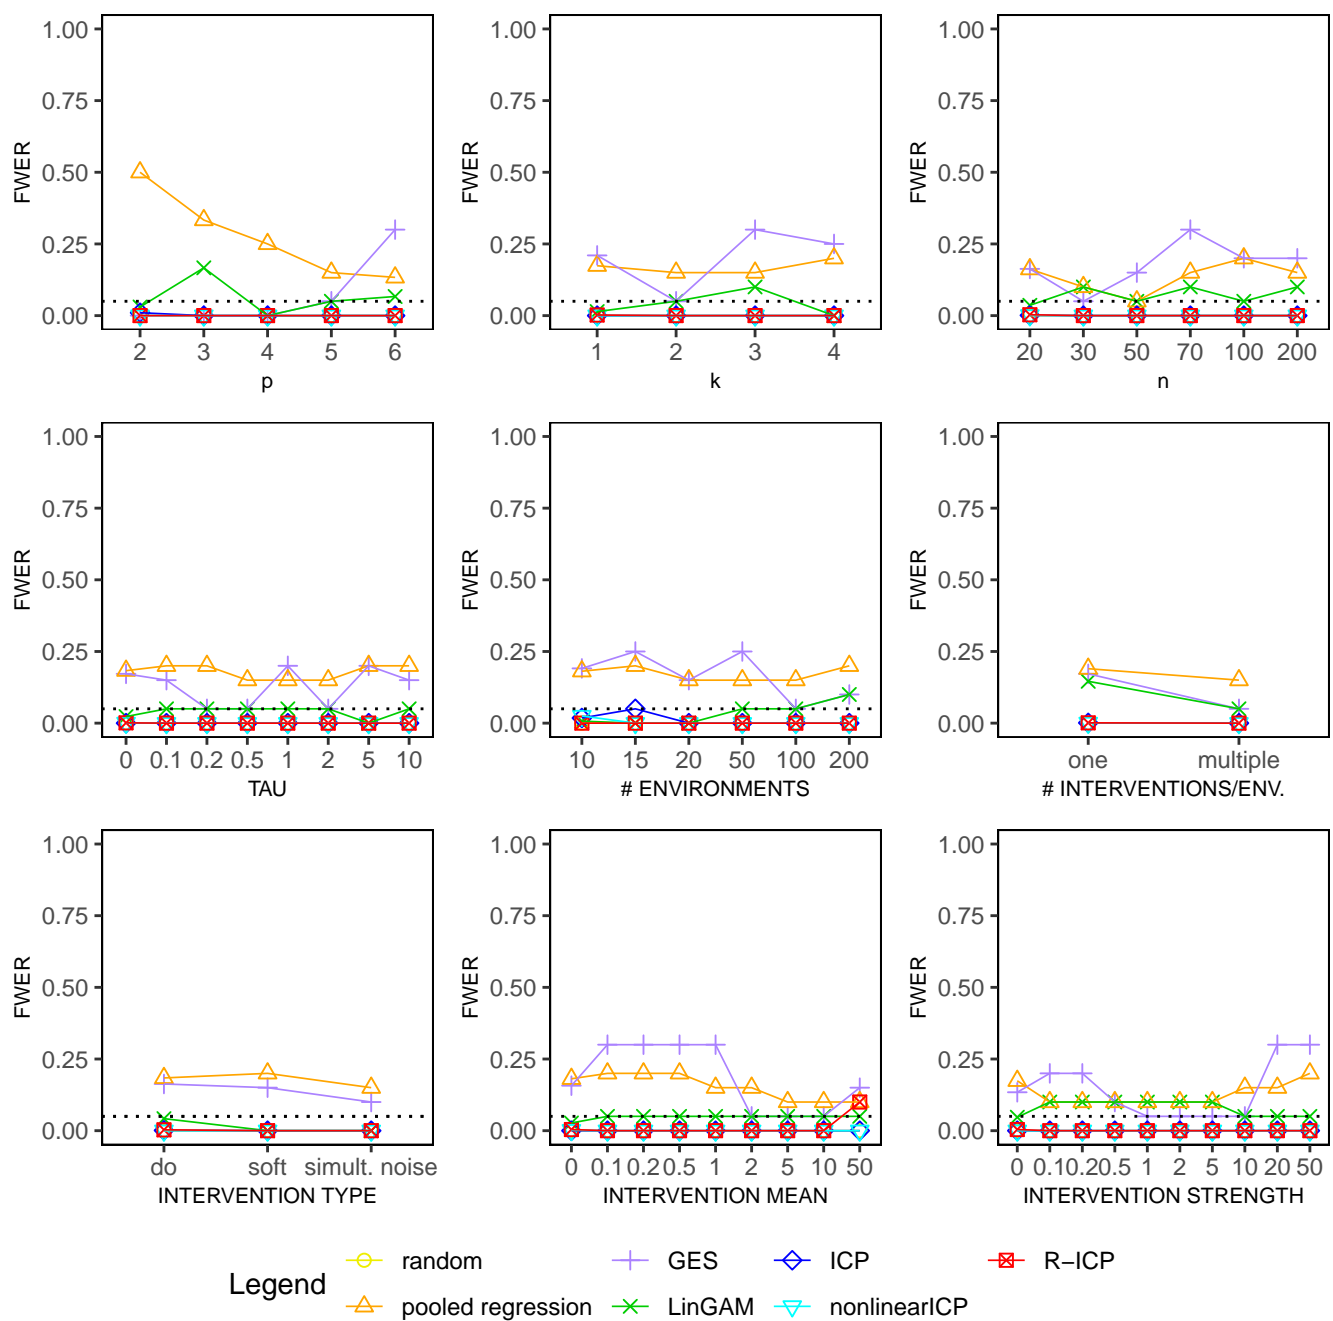 1.00
0.75
0.50
0.25
0.00
FWER
2 3 4 5 6
p
1.00
0.75
0.50
0.25
0.00
FWER
1 2 3 4
k
1.00
0.75
0.50
0.25
0.00
FWER
20 30 50 70 100 200
n
1.00
0.75
0.50
0.25
0.00
FWER
0 0.1 0.2 0.5 1 2 5 10
TAU
1.00
0.75
0.50
0.25
0.00
FWER
10 15 20 50 100 200
# ENVIRONMENTS
1.00
0.75
0.50
0.25
0.00
FWER
one multiple
# INTERVENTIONS/ENV.
1.00
0.75
0.50
0.25
0.00
FWER
do soft simult. noise
INTERVENTION TYPE
1.00
0.75
0.50
0.25
0.00
FWER
0 0.1 0.2 0.5 1 2 5 10 50
INTERVENTION MEAN
1.00
0.75
0.50
0.25
0.00
FWER
0 0.1 0.2 0.5 1 2 5 10 20 50
INTERVENTION STRENGTH
Legend
random GES ICP R−ICP
pooled regression LinGAM nonlinearICP